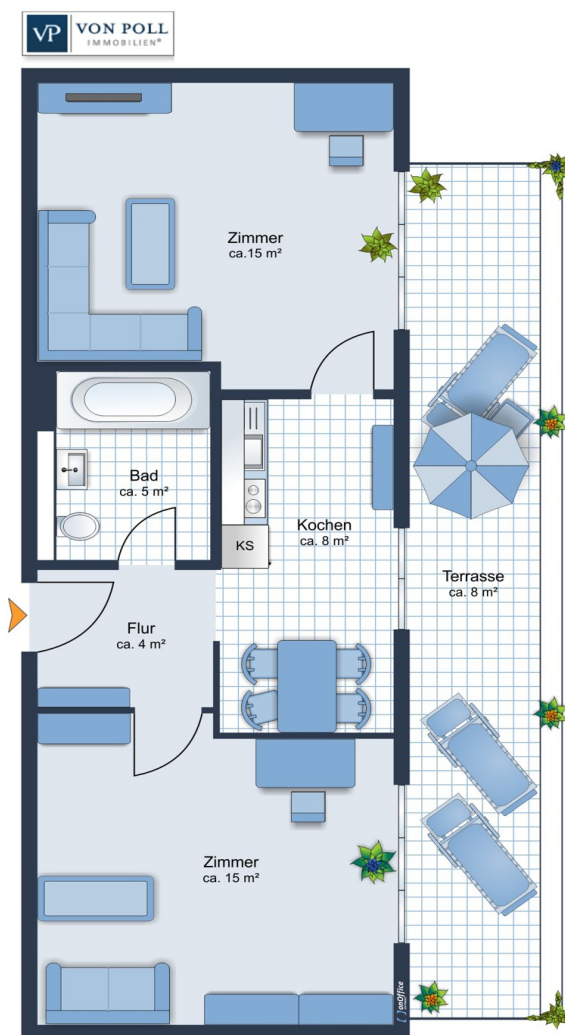 VP VON POLL
IMMOBILIEN®
Zimmer
ca.15 m²
Bad
ca. 5 m²
Kochen
ca. 8 m²
KS
Terrasse
ca. 8 m²
Flur
ca. 4 m²
Zimmer
ca. 15 m²
onOffice